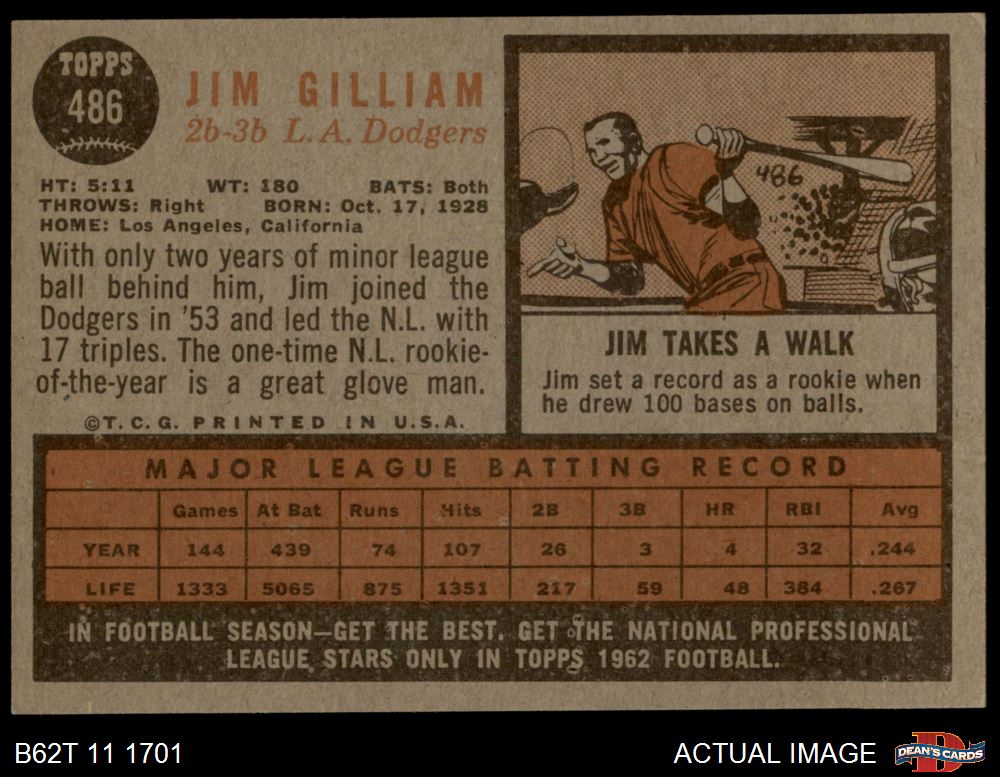 TOPPS
486
JIM GILLIAM
2b-3b L.A. Dodgers
HT: 5:11 WT: 180 BATS: Both
THROWS: Right BORN: Oct. 17, 1928
HOME: Los Angeles, California
With only two years of minor league
ball behind him, Jim joined the
Dodgers in '53 and led the N.L. with
17 triples. The one-time N.L. rookie-
of-the-year is a great glove man.
©T.C.G. PRINTED IN U.S.A.
486
JIM TAKES A WALK
Jim set a record as a rookie when
he drew 100 bases on balls.
MAJOR LEAGUE BATTING RECORD
Games At Bat Runs Hits 2B 3B HR RBI Avg
YEAR 144 439 74 107 26 3 4 32 .244
LIFE 1333 5065 875 1351 217 59 48 384 .267
IN FOOTBALL SEASON—GET THE BEST. GET THE NATIONAL PROFESSIONAL
LEAGUE STARS ONLY IN TOPPS 1962 FOOTBALL.
B62T 11 1701
ACTUAL IMAGE
D
DEAN'S CARDS